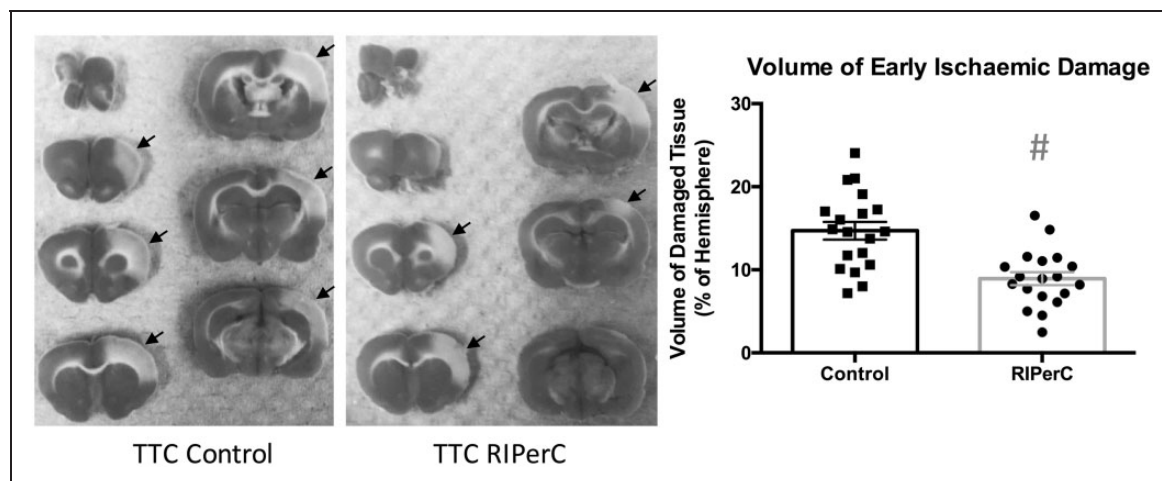 TTC Control
TTC RIPerC
Volume of Early Ischaemic Damage
Volume of Damaged Tissue
(% of Hemisphere)
30
20
10
0
#
Control
RIPerC